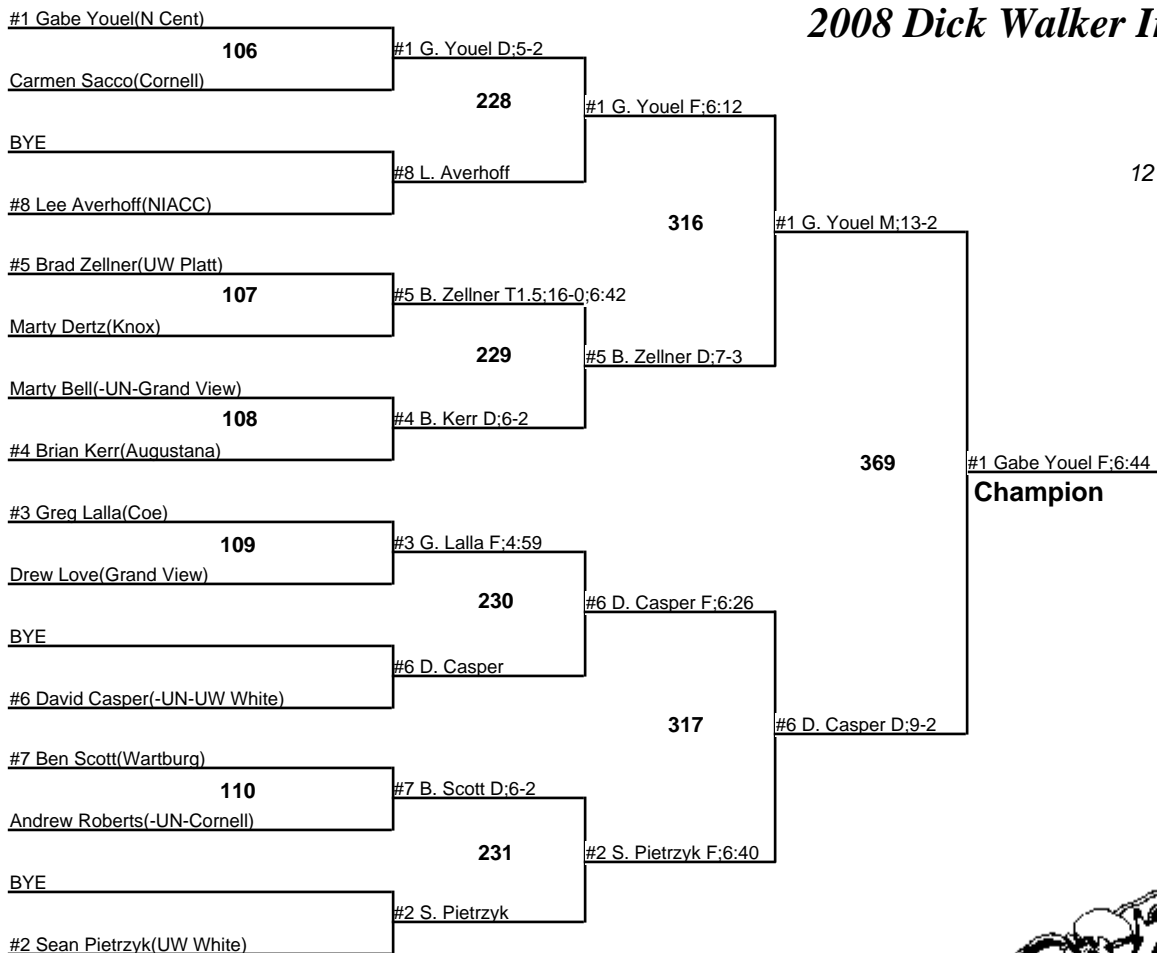 2008 Dick Walker
#1 Gabe Youel(N Cent)
106
Carmen Sacco(Cornell)
BYE
#8 Lee Averhoff(NIACC)
#5 Brad Zellner(UW Platt)
107
Marty Dertz(Knox)
Marty Bell(-UN-Grand View)
108
#4 Brian Kerr(Augustana)
#3 Greg Lalla(Coe)
109
Drew Love(Grand View)
BYE
#6 David Casper(-UN-UW White)
#7 Ben Scott(Wartburg)
110
Andrew Roberts(-UN-Cornell)
BYE
#2 Sean Pietrzyk(UW White)
#1 G. Youel D;5-2
228
#8 L. Averhoff
#5 B. Zellner T1.5;16-0;6:42
229
#4 B. Kerr D;6-2
#3 G. Lalla F;4:59
230
#6 D. Casper
#7 B. Scott D;6-2
231
#2 S. Pietrzyk
#1 G. Youel F;6:12
316
#5 B. Zellner D;7-3
#6 D. Casper F;6:26
317
#2 S. Pietrzyk F;6:40
#1 G. Youel M;13-2
369
#6 D. Casper D;9-2
#1 Gabe Youel F;6:44
Champion
12